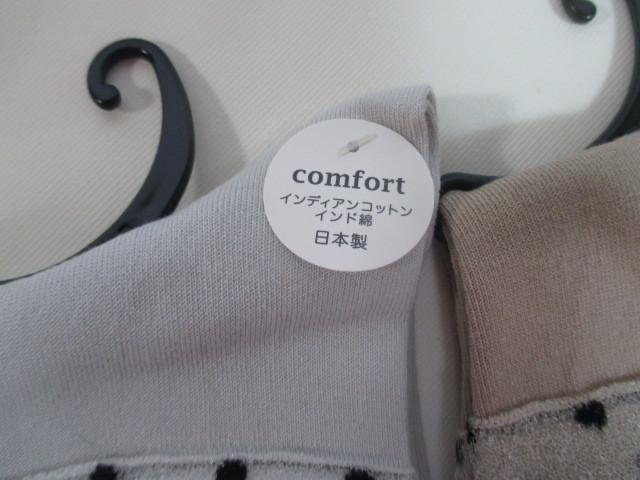 comfort
インディアンコットン
インド綿
日本製